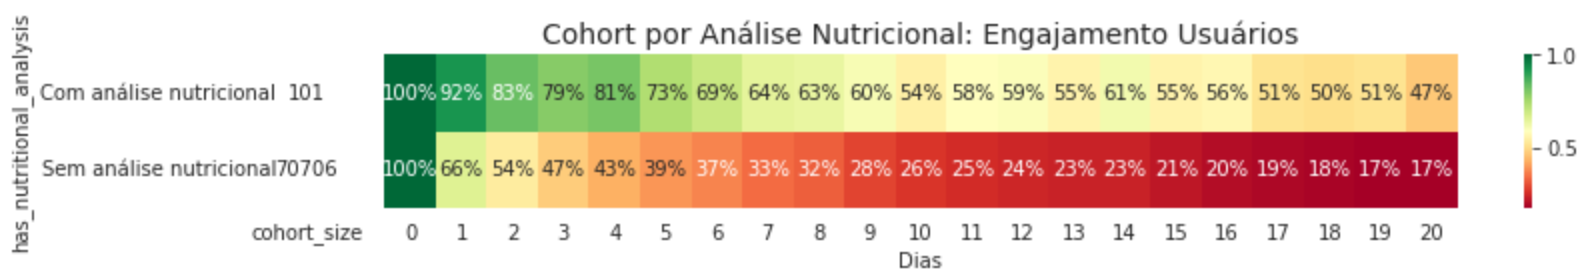 Cohort por Análise Nutricional: Engajamento Usuários
has_nutritional_analysis
Com análise nutricional 101 100% 92% 83% 79% 81% 73% 69% 64% 63% 60% 54% 58% 59% 55% 61% 55% 56% 51% 50% 51% 47%
Sem análise nutricional 70706 100% 66% 54% 47% 43% 39% 37% 33% 32% 28% 26% 25% 24% 23% 23% 21% 20% 19% 18% 17% 17%
cohort_size 0 1 2 3 4 5 6 7 8 9 10 11 12 13 14 15 16 17 18 19 20
Dias
1.0
0.5